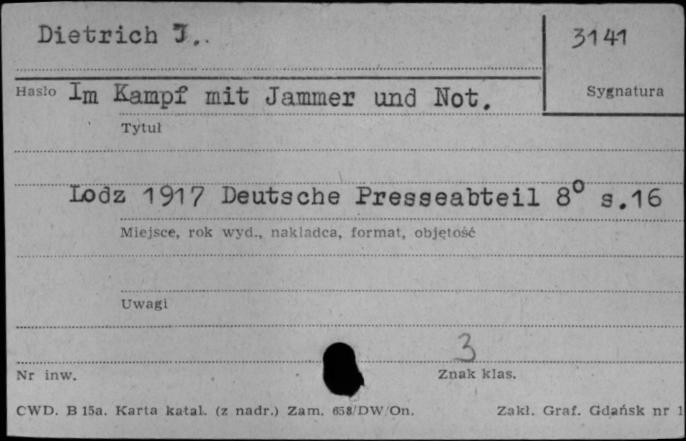 Dietrich J..
3141
Hasło Im Kampf mit Jammer und Not.
Sygnatura
Tytuł
Lodz 1917 Deutsche Presseabteil 8° s.16
Miejsce, rok wyd., nakladca, format, objętość
Uwagi
3
Nr inw.
Znak klas.
CWD. B 15a. Karta katal. (z nadr.) Zam. 658/DW/On.
Zakł. Graf. Gdańsk nr 1